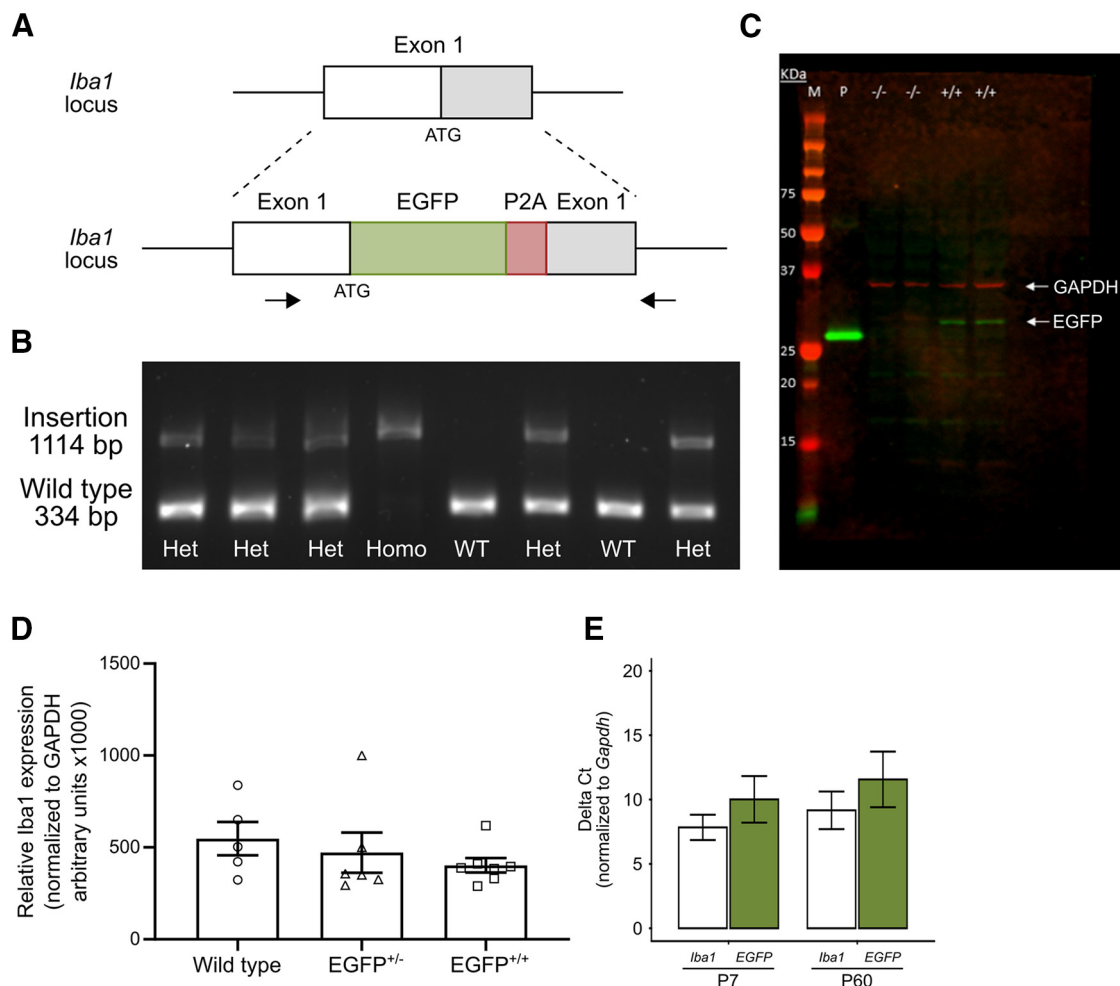 A
Exon 1
Iba1
locus
ATG
Exon 1 EGFP P2A Exon 1
Iba1
locus
ATG
B
Insertion
1114 bp
Wild type
334 bp
Het Het Het Homo WT Het WT Het
C
KDa
M P -/- -/- +/+ +/+
75
50
37
GAPDH
EGFP
25
20
15
D
Relative Iba1 expression
(normalized to GAPDH
arbitrary units x1000)
1500
1000
500
0
Wild type EGFP+/- EGFP+/+
E
Delta Ct
(normalized to Gapdh)
20
15
10
5
0
Iba1 EGFP Iba1 EGFP
P7 P60